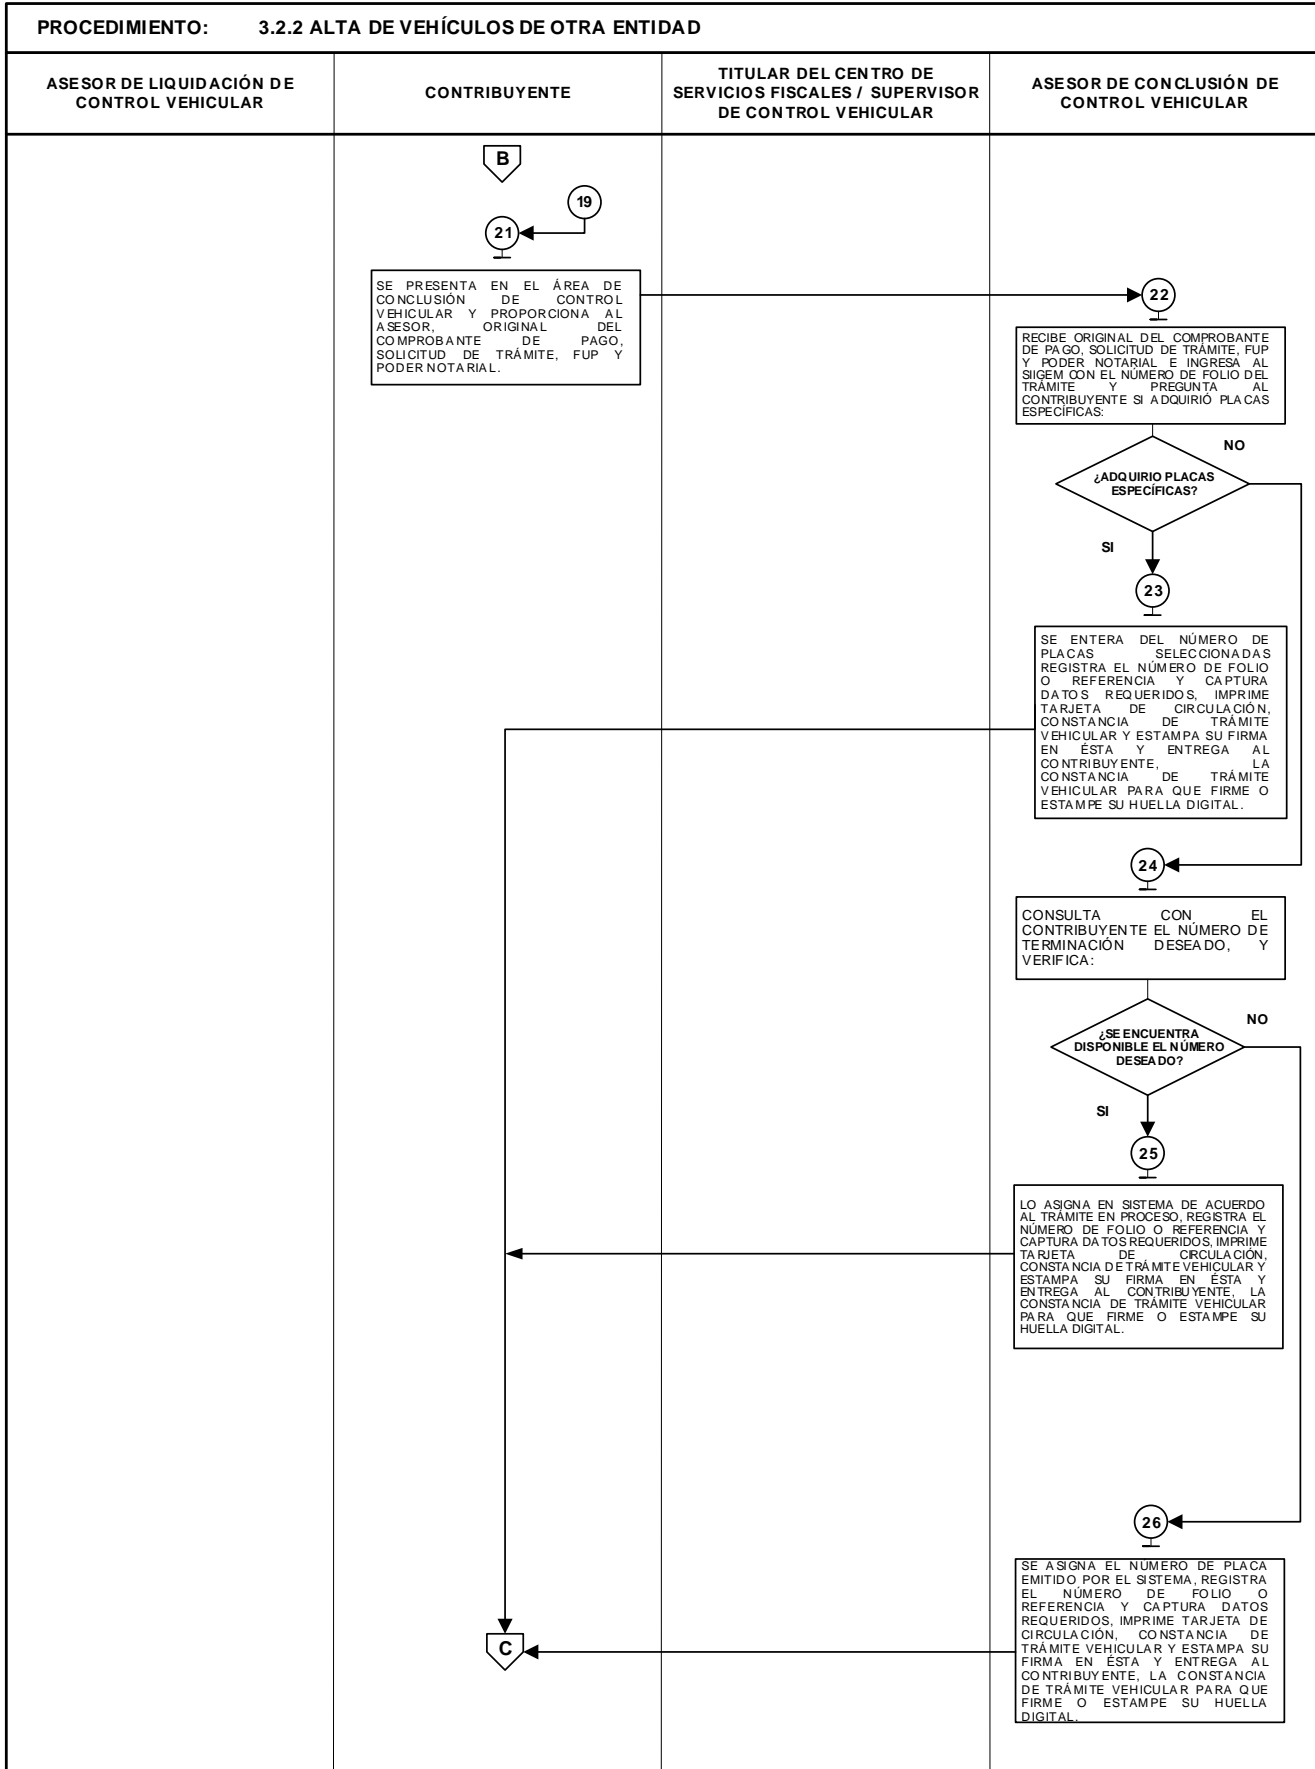 PROCEDIMIENTO: 3.2.2 ALTA DE VEHÍCULOS DE OTRA ENTIDAD
ASESOR DE LIQUIDACIÓN DE
CONTROL VEHICULAR
CONTRIBUYENTE
TITULAR DEL CENTRO DE
SERVICIOS FISCALES / SUPERVISOR
DE CONTROL VEHICULAR
ASESOR DE CONCLUSIÓN DE
CONTROL VEHICULAR
B
19
21
SE PRESENTA EN EL ÁREA DE
CONCLUSIÓN DE CONTROL
VEHICULAR Y PROPORCIONA AL
ASESOR, ORIGINAL DEL
COMPROBANTE DE PAGO,
SOLICITUD DE TRÁMITE, FUP Y
PODER NOTARIAL.
22
RECIBE ORIGINAL DEL COMPROBANTE
DE PAGO, SOLICITUD DE TRÁMITE, FUP
Y PODER NOTARIAL E INGRESA AL
SIIGEM CON EL NÚMERO DE FOLIO DEL
TRÁMITE Y PREGUNTA AL
CONTRIBUYENTE SI ADQUIRIÓ PLACAS
ESPECÍFICAS:
NO
¿ADQUIRIO PLACAS
ESPECÍFICAS?
SI
23
SE ENTERA DEL NÚMERO DE
PLACAS SELECCIONADAS
REGISTRA EL NÚMERO DE FOLIO
O REFERENCIA Y CAPTURA
DATOS REQUERIDOS, IMPRIME
TARJETA DE CIRCULACIÓN,
CONSTANCIA DE TRÁMITE
VEHICULAR Y ESTAMPA SU FIRMA
EN ÉSTA Y ENTREGA AL
CONTRIBUYENTE, LA
CONSTANCIA DE TRÁMITE
VEHICULAR PARA QUE FIRME O
ESTAMPE SU HUELLA DIGITAL.
24
CONSULTA CON EL
CONTRIBUYENTE EL NÚMERO DE
TERMINACIÓN DESEADO, Y
VERIFICA:
NO
¿SE ENCUENTRA
DISPONIBLE EL NÚMERO
DESEADO?
SI
25
LO ASIGNA EN SISTEMA DE ACUERDO
AL TRÁMITE EN PROCESO, REGISTRA EL
NÚMERO DE FOLIO O REFERENCIA Y
CAPTURA DATOS REQUERIDOS, IMPRIME
TARJETA DE CIRCULACIÓN,
CONSTANCIA DE TRÁMITE VEHICULAR Y
ESTAMPA SU FIRMA EN ÉSTA Y
ENTREGA AL CONTRIBUYENTE, LA
CONSTANCIA DE TRÁMITE VEHICULAR
PARA QUE FIRME O ESTAMPE SU
HUELLA DIGITAL.
26
SE ASIGNA EL NÚMERO DE PLACA
EMITIDO POR EL SISTEMA, REGISTRA
EL NÚMERO DE FOLIO O
REFERENCIA Y CAPTURA DATOS
REQUERIDOS, IMPRIME TARJETA DE
CIRCULACIÓN, CONSTANCIA DE
TRÁMITE VEHICULAR Y ESTAMPA SU
FIRMA EN ÉSTA Y ENTREGA AL
CONTRIBUYENTE, LA CONSTANCIA
DE TRÁMITE VEHICULAR PARA QUE
FIRME O ESTAMPE SU HUELLA
DIGITAL.
C